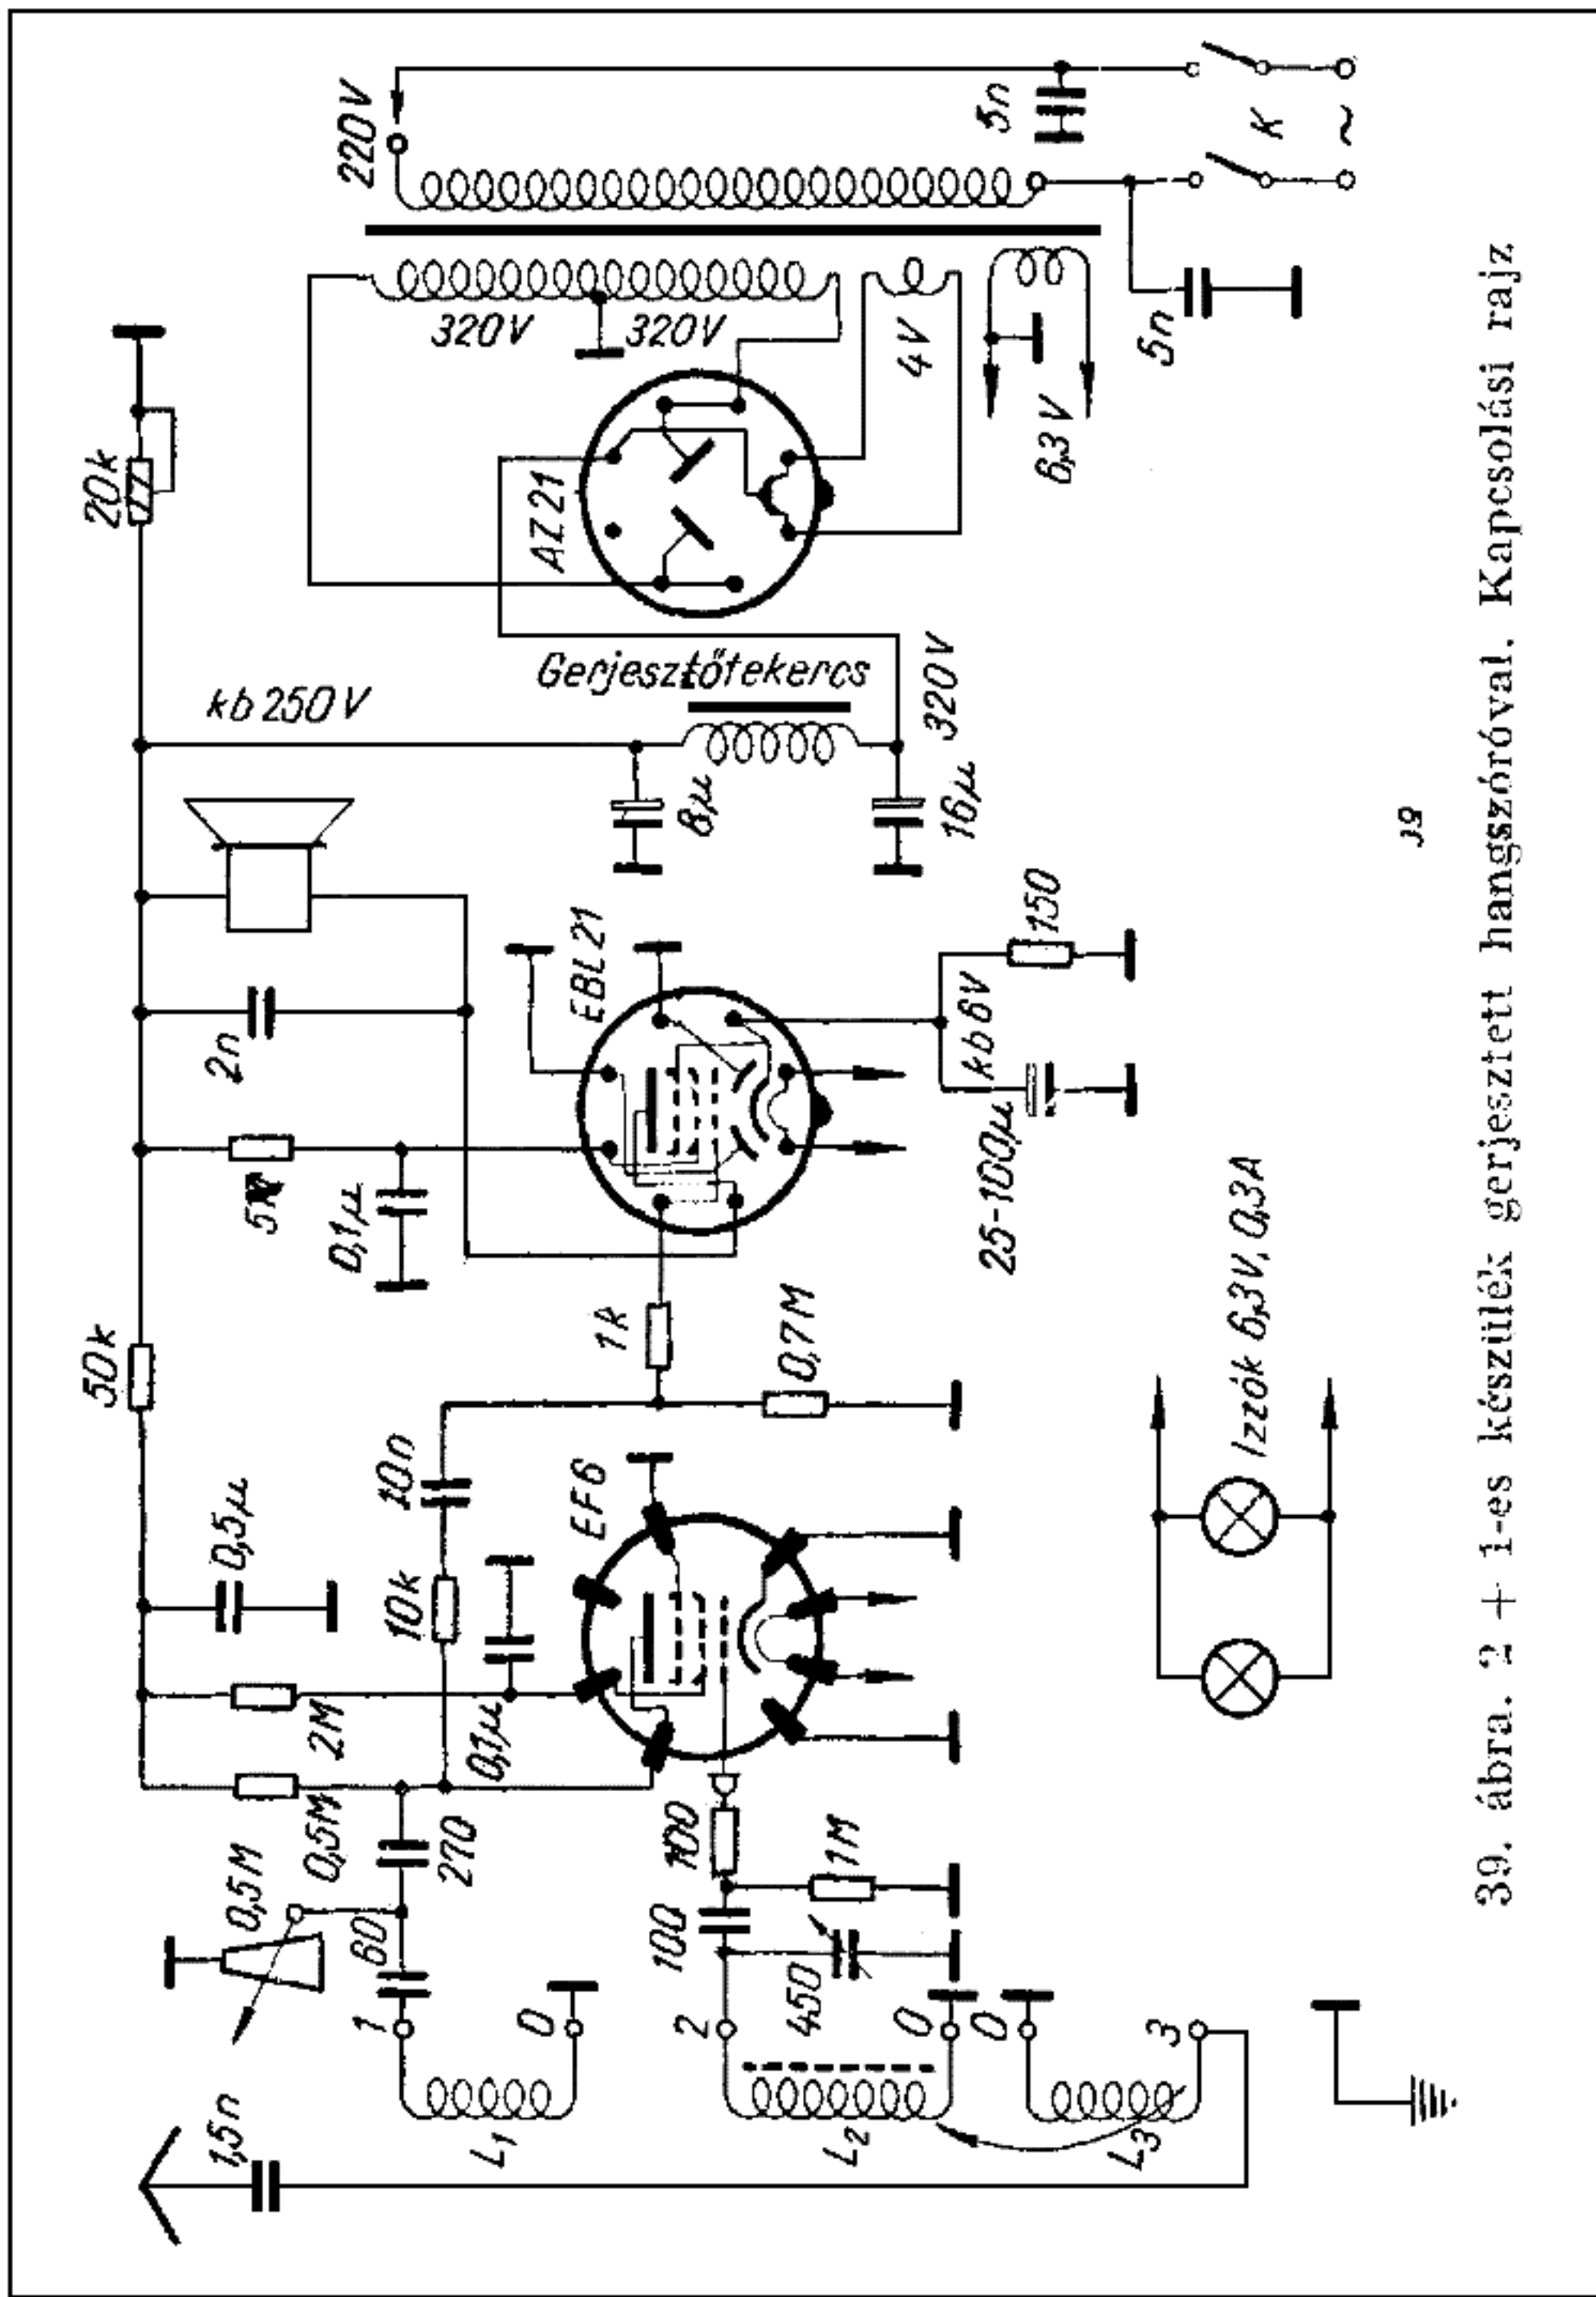 20k
220V
5n
K
~
320V
320V
4V
6,3V
5n
AZ21
kb 250V
Gerjesztőtekercs
320V
8μ
16μ
2n
EBL21
150
kb 6V
25-100μ
0,1μ
50k
1k
0,7M
0,5μ
10n
EF6
10k
2M
0,1μ
0,5M
0,5M
270
60
100
100
1M
450
1
0
2
0
0
3
1,5n
L1
L2
L3
Izzók 6,3V, 0,3A
39. ábra. 2 + 1-es készülék gerjesztett hangszóróval. Kapcsolási rajz